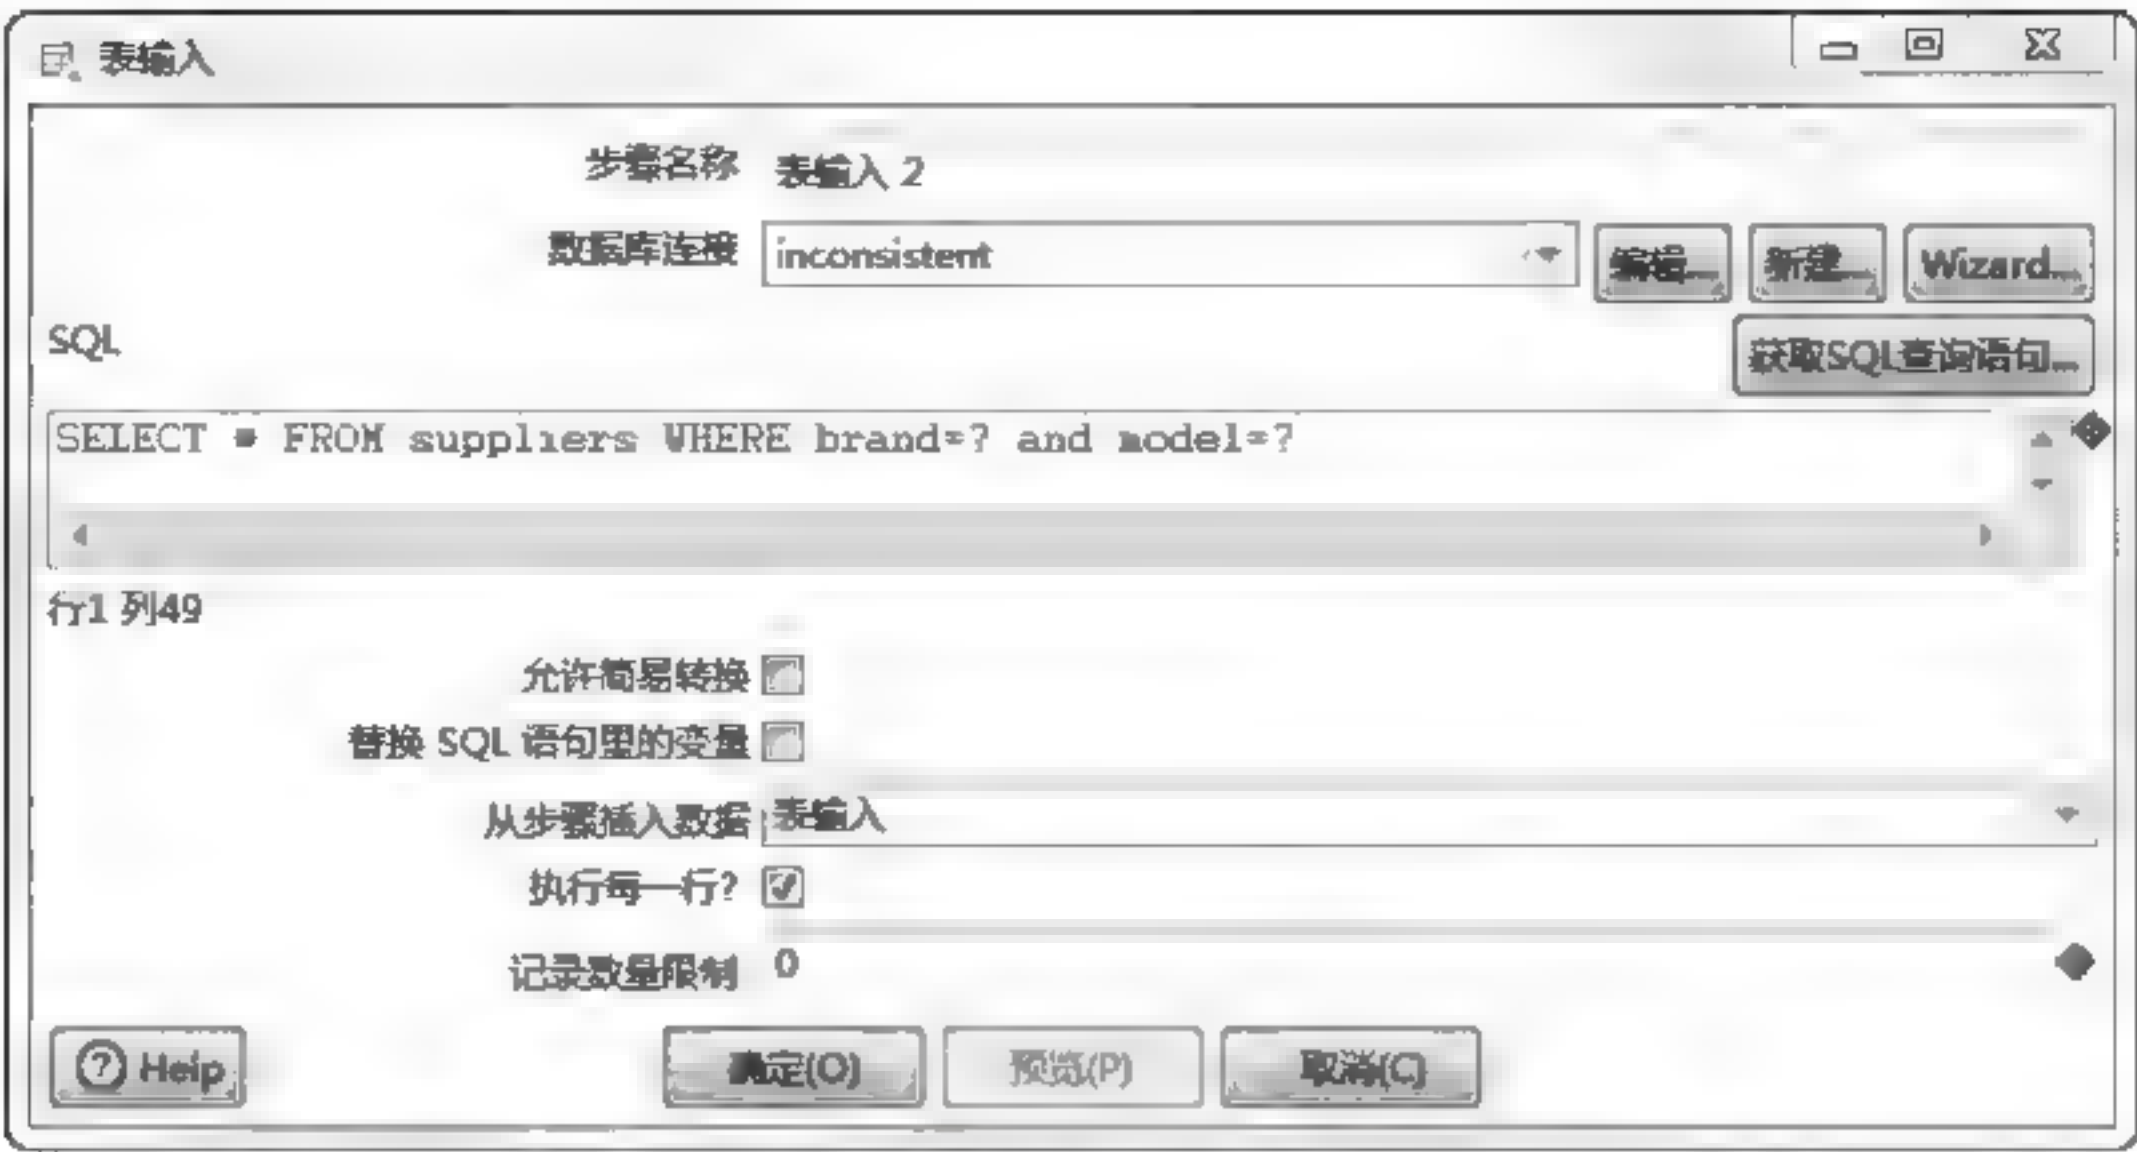 表输入
步骤名称 表输入 2
数据库连接 inconsistent 编辑... 新建... Wizard...
SQL
获取SQL查询语句...
SELECT * FROM suppliers WHERE brand=? and model=?
行1 列49
允许简易转换
替换 SQL 语句里的变量
从步骤插入数据 表输入
执行每一行?
记录数量限制 0
? Help 确定(O) 预览(P) 取消(C)